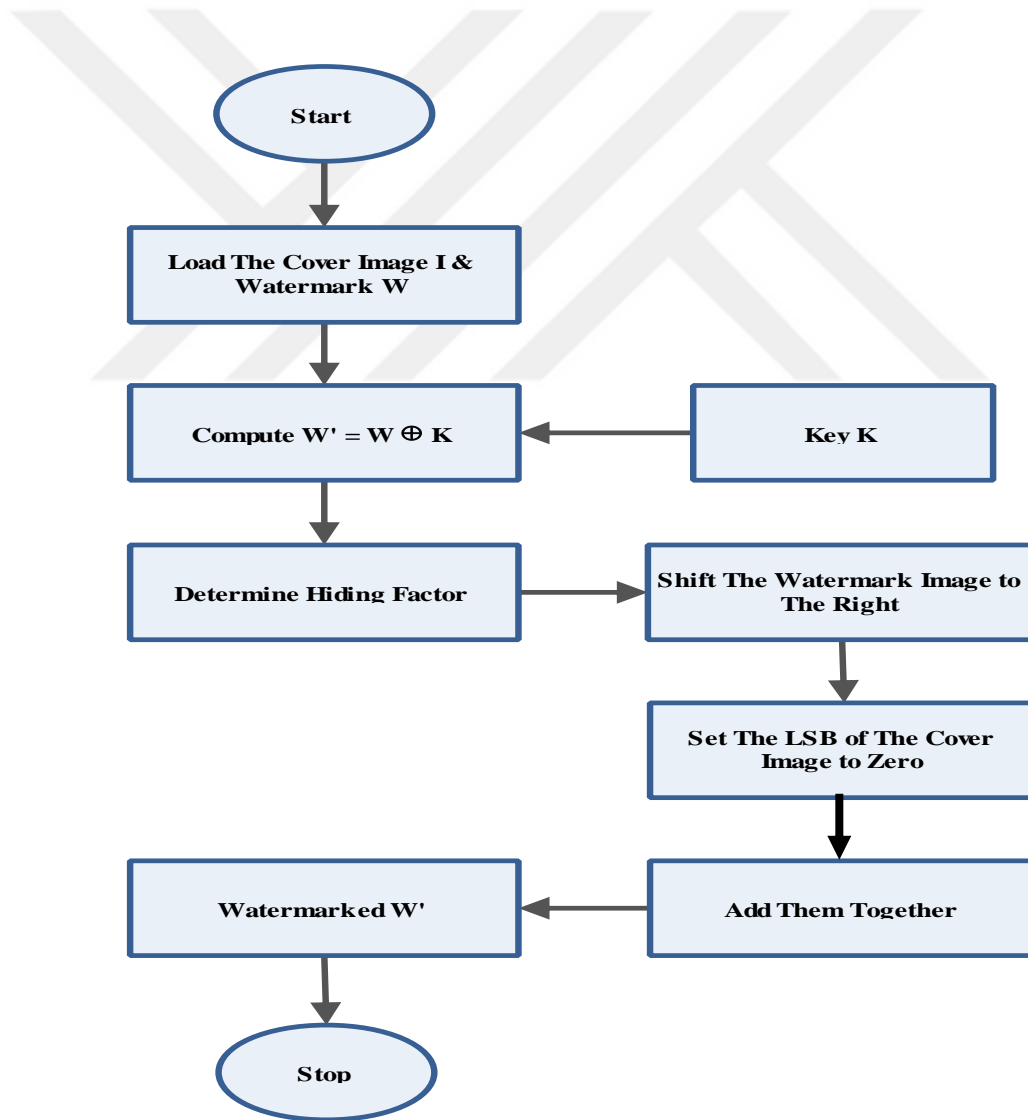 Start
Load The Cover Image I &
Watermark W
Compute W' = W ⊕ K
Key K
Determine Hiding Factor
Shift The Watermark Image to
The Right
Set The LSB of The Cover
Image to Zero
Watermarked W'
Add Them Together
Stop